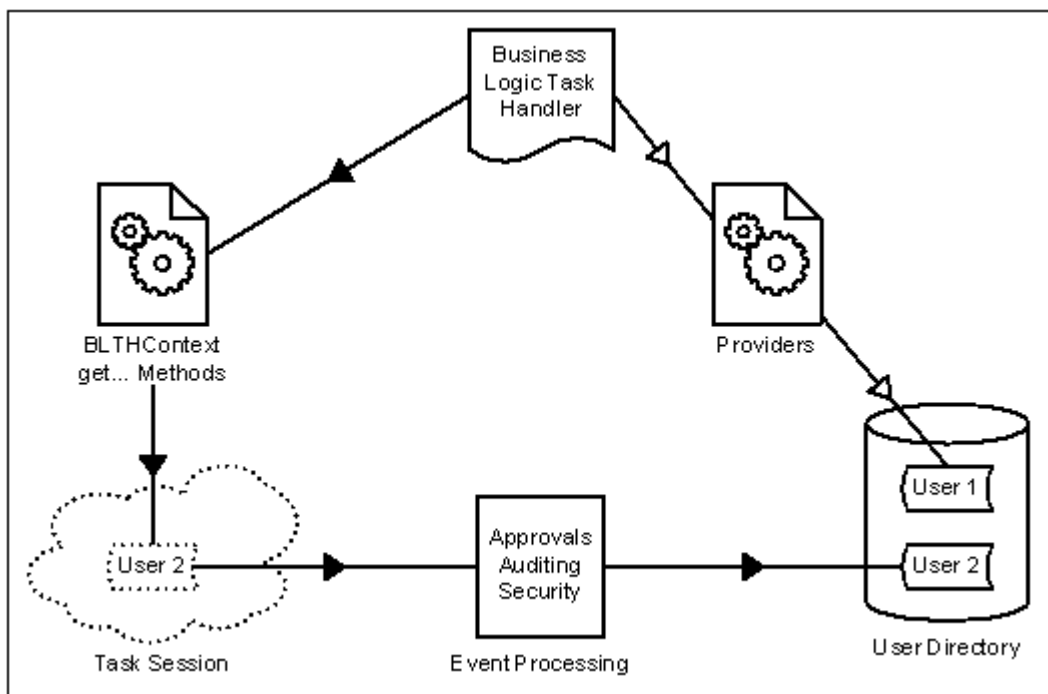 Business
Logic Task
Handler
BLTHContext
get... Methods
Providers
User 1
User 2
Approvals
Auditing
Security
User 2
Task Session
Event Processing
User Directory